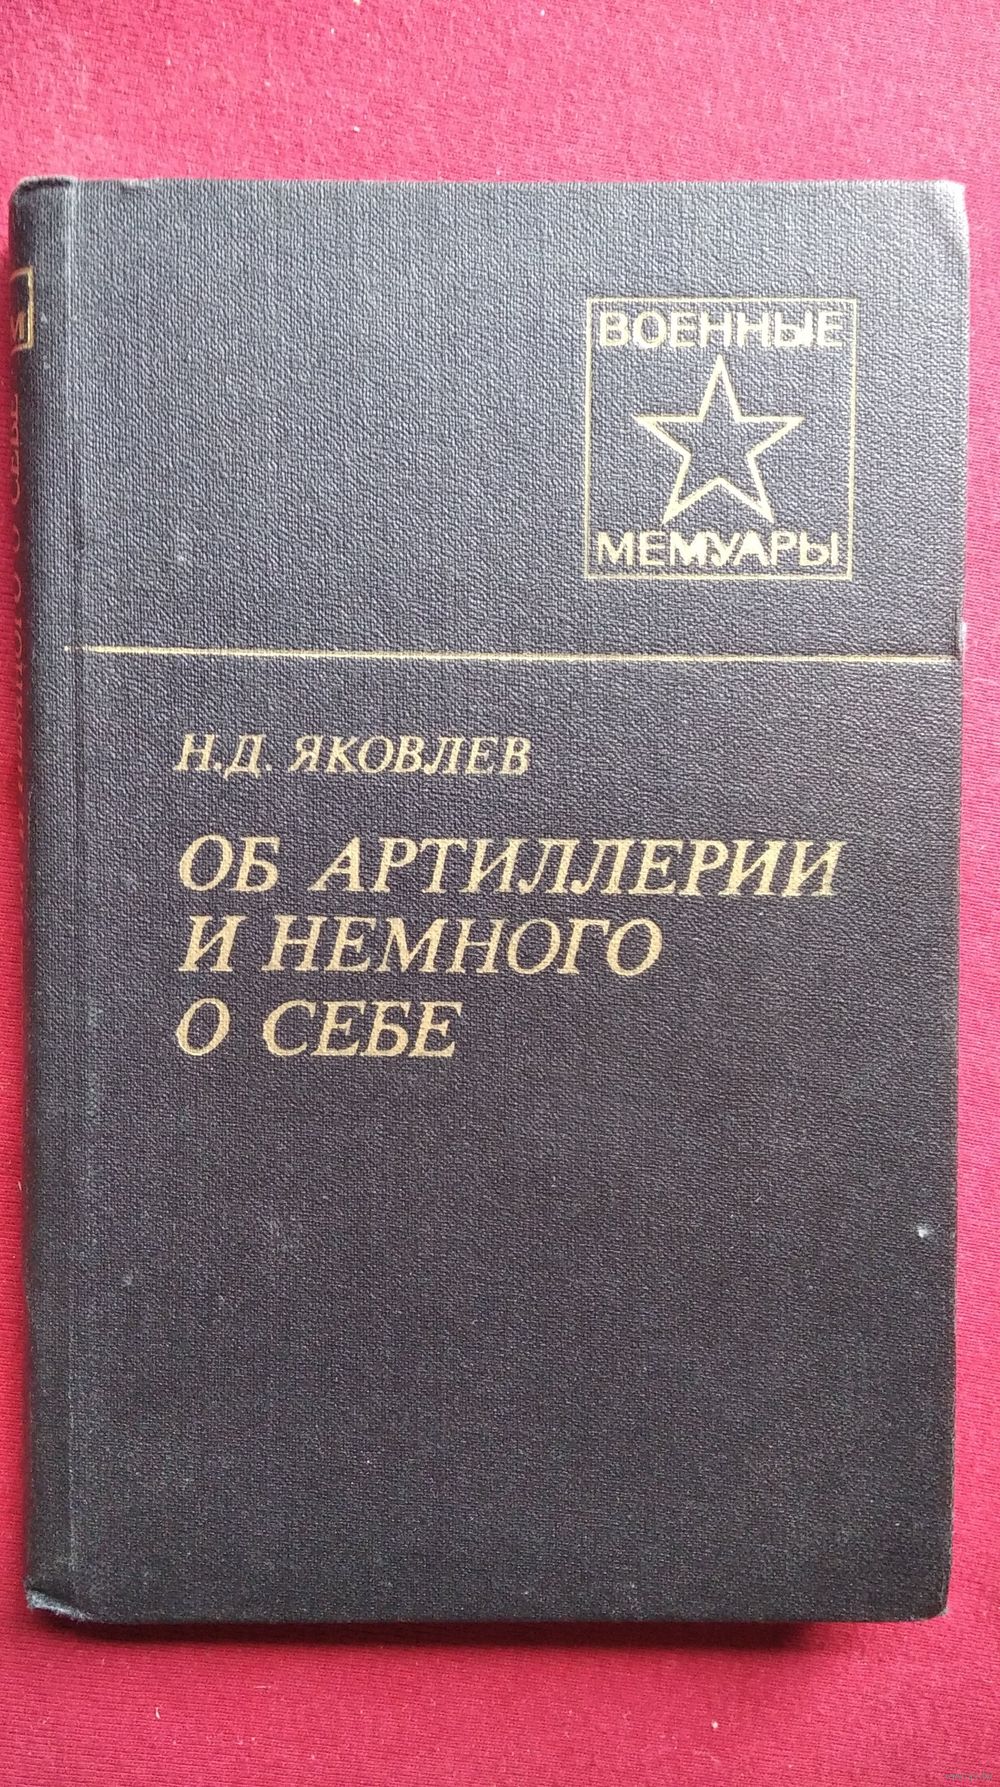 ВОЕННЫЕ
МЕМУАРЫ
Н.Д. ЯКОВЛЕВ
ОБ АРТИЛЛЕРИИ
И НЕМНОГО
О СЕБЕ